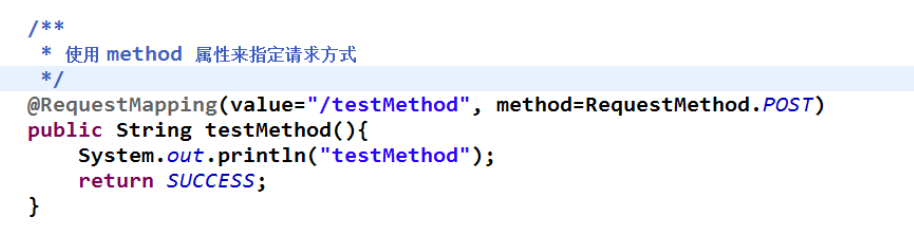 /**
 * 使用 method 属性来指定请求方式
 */
@RequestMapping(value="/testMethod", method=RequestMethod.POST)
public String testMethod(){
    System.out.println("testMethod");
    return SUCCESS;
}